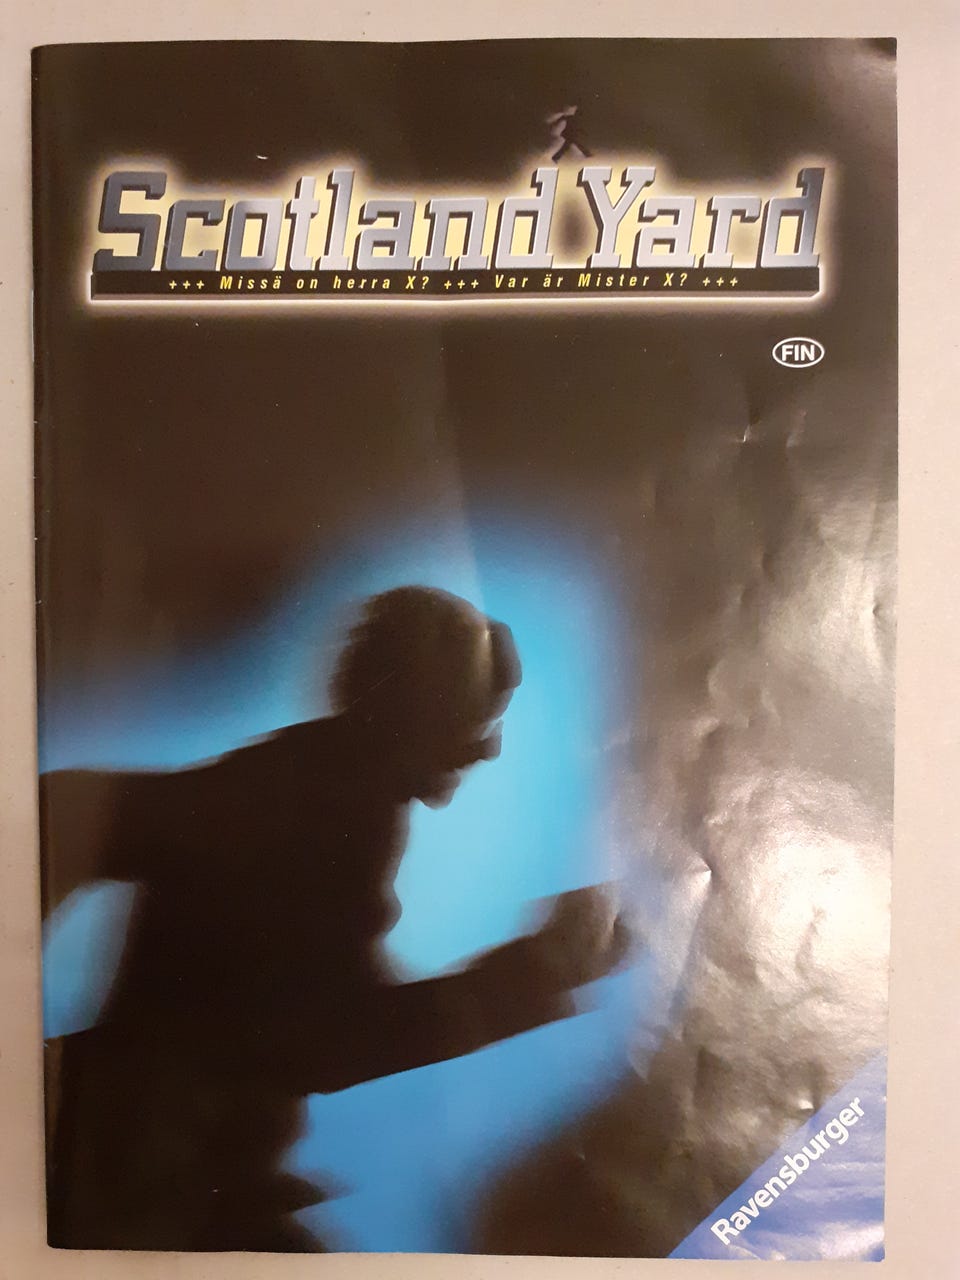 Scotland Yard
+++ Missä on herra X? +++ Var är Mister X? +++
FIN
Ravensburger